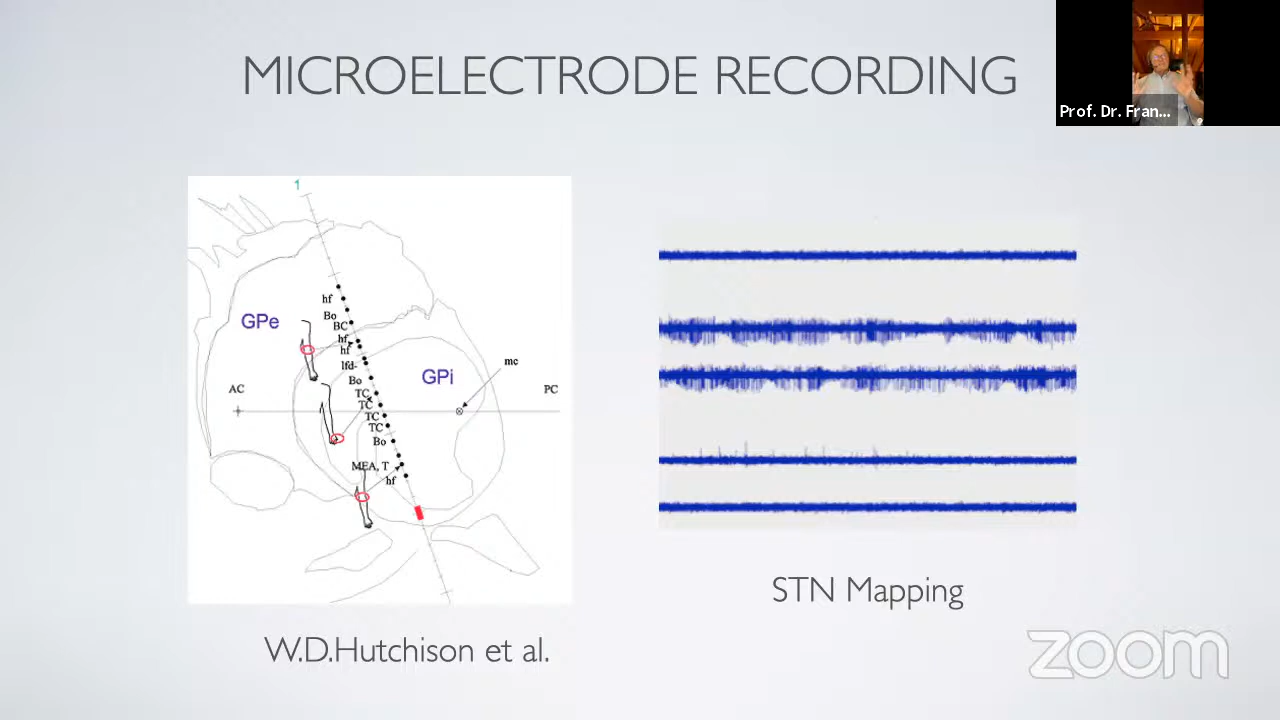 MICROELECTRODE RECORDING
Prof. Dr. Fran...
1
hf
Bo
BC
GPe
hf
hf
lfd-
GPi
mc
Bo
AC
TC
PC
TC
TC
TC
Bo
MEA, T
hf
STN Mapping
W.D.Hutchison et al.
zoom